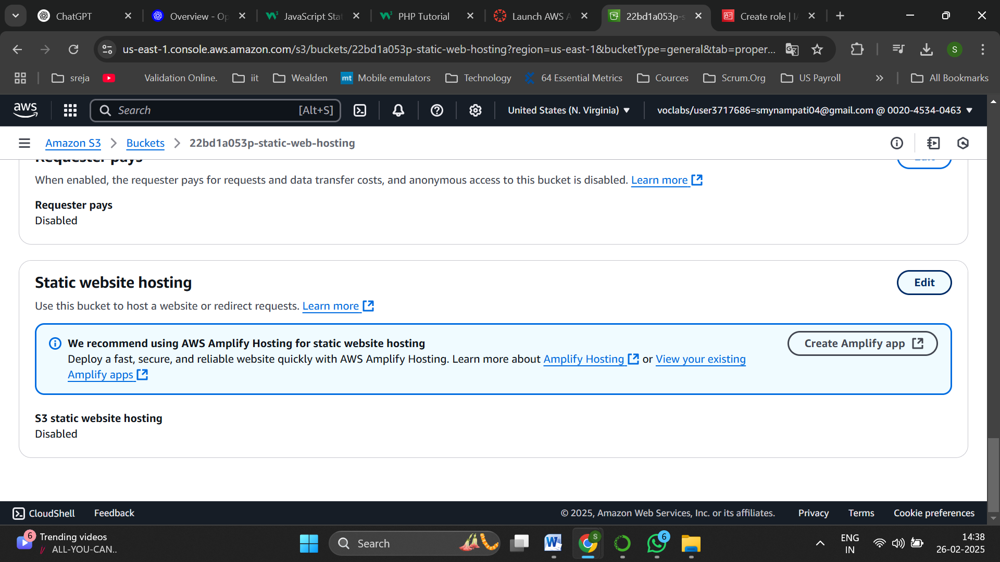 ChatGPT
Overview - Op
JavaScript Sta
PHP Tutorial
Launch AWS A
22bd1a053p-s
Create role | IA
us-east-1.console.aws.amazon.com/s3/buckets/22bd1a053p-static-web-hosting?region=us-east-1&bucketType=general&tab=proper...
S
sreja
Validation Online.
iit
Wealden
mt
Mobile emulators
Technology
64 Essential Metrics
Cources
Scrum.Org
US Payroll
All Bookmarks
aws
Search
[Alt+S]
United States (N. Virginia)
voclabs/user3717686=smynampati04@gmail.com @ 0020-4534-0463
Amazon S3
Buckets
22bd1a053p-static-web-hosting
Requester pays
Edit
When enabled, the requester pays for requests and data transfer costs, and anonymous access to this bucket is disabled. Learn more
Requester pays
Disabled
Static website hosting
Edit
Use this bucket to host a website or redirect requests. Learn more
We recommend using AWS Amplify Hosting for static website hosting
Create Amplify app
Deploy a fast, secure, and reliable website quickly with AWS Amplify Hosting. Learn more about Amplify Hosting or View your existing
Amplify apps
S3 static website hosting
Disabled
CloudShell
Feedback
© 2025, Amazon Web Services, Inc. or its affiliates.
Privacy
Terms
Cookie preferences
6
Trending videos
ALL-YOU-CAN..
Search
W
S
6
ENG
IN
14:38
26-02-2025